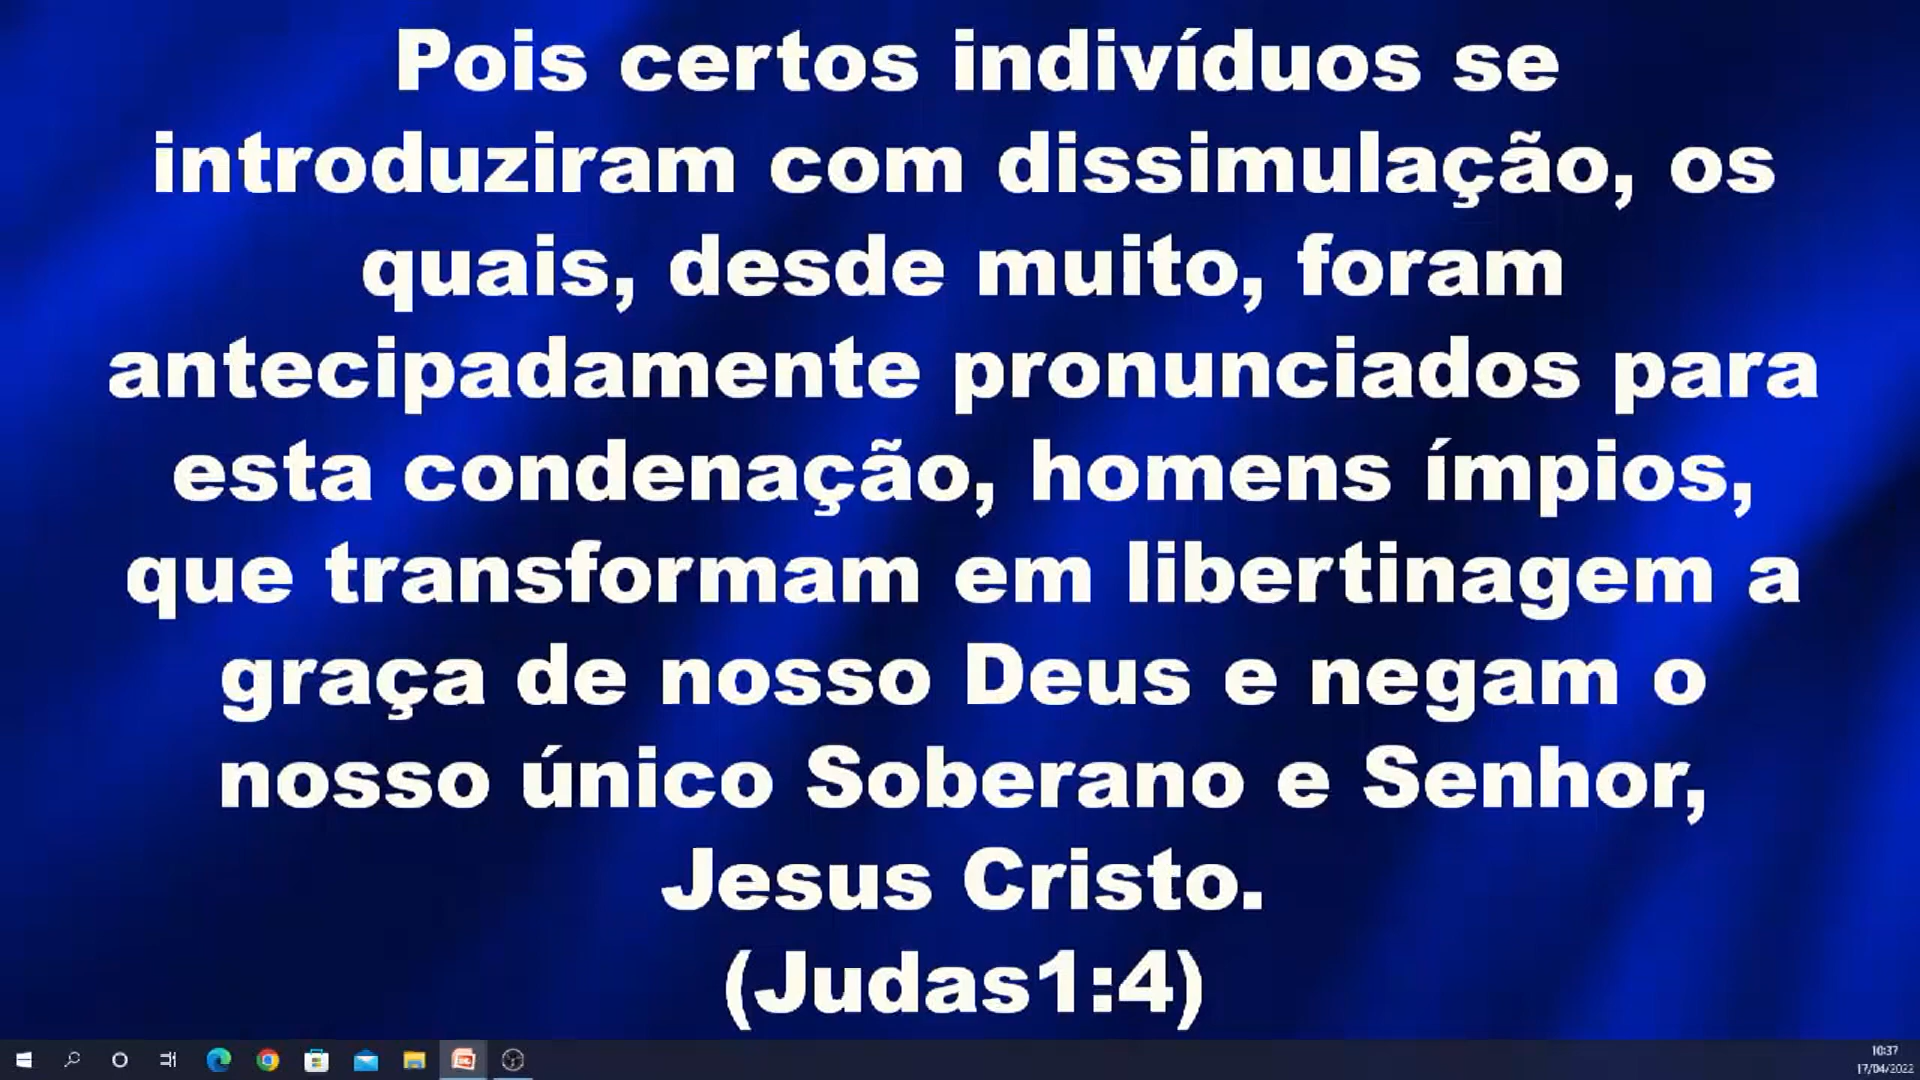 Pois certos indivíduos se
introduziram com dissimulação, os
quais, desde muito, foram
antecipadamente pronunciados para
esta condenação, homens ímpios,
que transformam em libertinagem a
graça de nosso Deus e negam o
nosso único Soberano e Senhor,
Jesus Cristo.
(Judas1:4)
10:37
17/04/2022